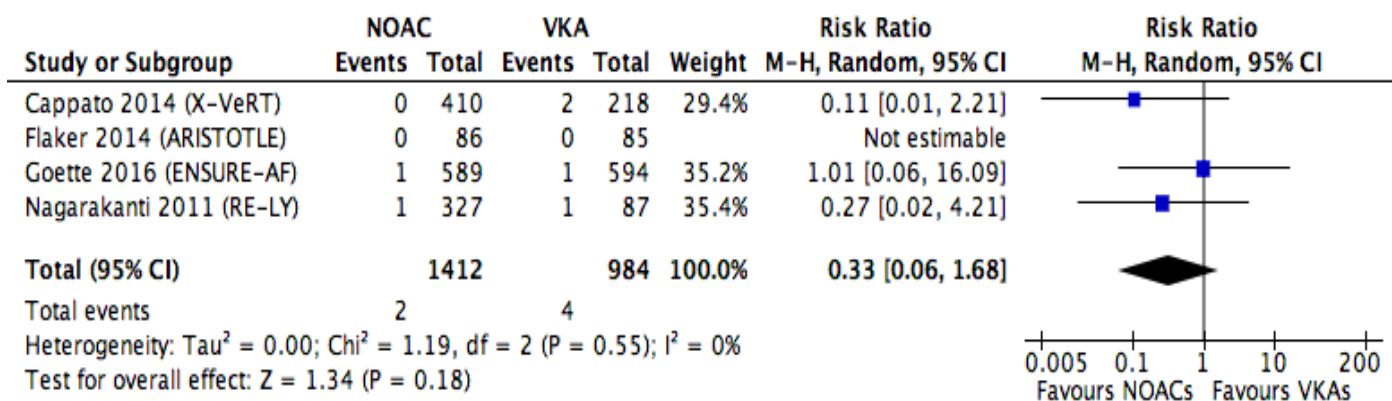 NOAC VKA Risk Ratio Risk Ratio
Study or Subgroup Events Total Events Total Weight M-H, Random, 95% CI M-H, Random, 95% CI
Cappato 2014 (X-VeRT) 0 410 2 218 29.4% 0.11 [0.01, 2.21]
Flaker 2014 (ARISTOTLE) 0 86 0 85 Not estimable
Goette 2016 (ENSURE-AF) 1 589 1 594 35.2% 1.01 [0.06, 16.09]
Nagarakanti 2011 (RE-LY) 1 327 1 87 35.4% 0.27 [0.02, 4.21]
Total (95% CI) 1412 984 100.0% 0.33 [0.06, 1.68]
Total events 2 4
Heterogeneity: Tau² = 0.00; Chi² = 1.19, df = 2 (P = 0.55); I² = 0%
Test for overall effect: Z = 1.34 (P = 0.18)
0.005 0.1 1 10 200
Favours NOACs Favours VKAs